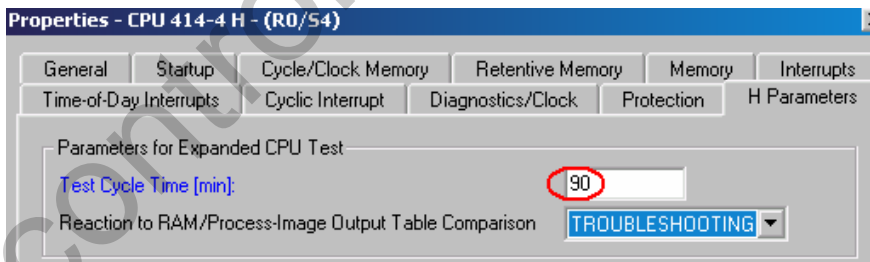 Properties - CPU 414-4 H - (R0/S4)
General Startup Cycle/Clock Memory Retentive Memory Memory Interrupts
Time-of-Day Interrupts Cyclic Interrupt Diagnostics/Clock Protection H Parameters
Parameters for Expanded CPU Test
Test Cycle Time [min]: 90
Reaction to RAM/Process-Image Output Table Comparison TROUBLESHOOTING